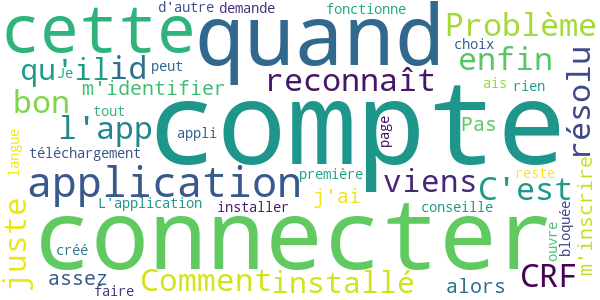 d'autre demande fonctionne
cette quand Problème
choix
qu'il id peut enfin
Je reconnaît
m'identifier ais rien
bon tout compte résolu
l'app appli page Pas
langue téléchargement
application première viens C'est reste
L'application installer j'ai conseille m'inscrire
juste connecter ouvre bloquée
créé
assez Comment installé alors CRF
faire